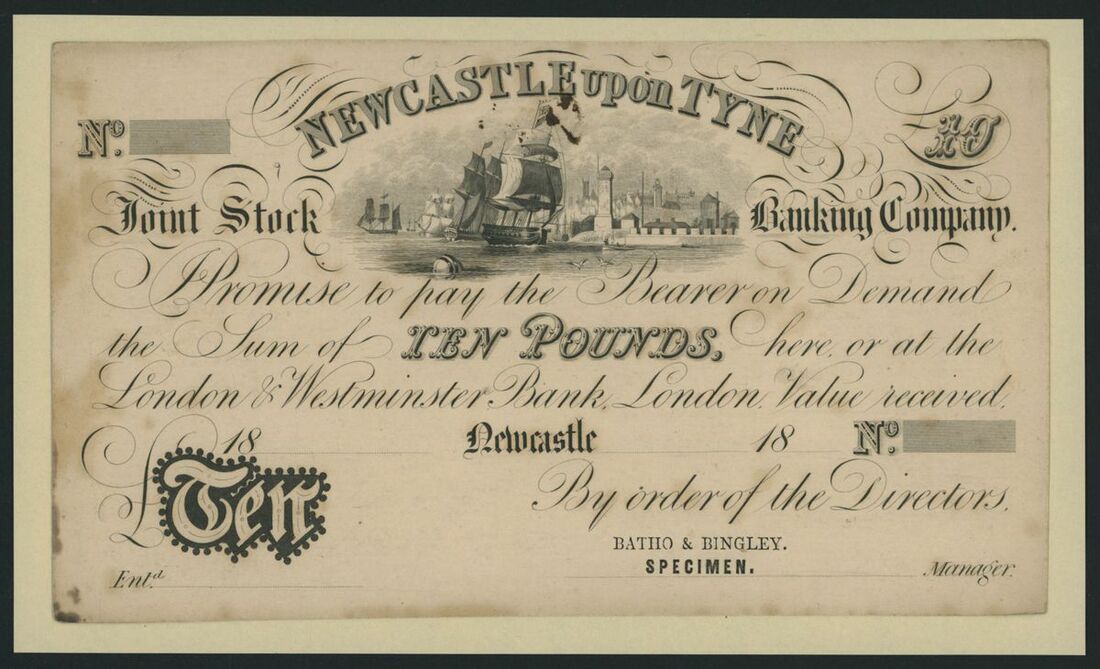 NEWCASTLE upon TYNE
Nº.
£10
Joint Stock
Banking Company.
Promise to pay the Bearer on Demand
the Sum of TEN POUNDS, here, or at the
London & Westminster Bank, London, Value received.
18 Newcastle 18 Nº.
£Ten
By order of the Directors,
BATHO & BINGLEY.
SPECIMEN.
Entd. Manager.